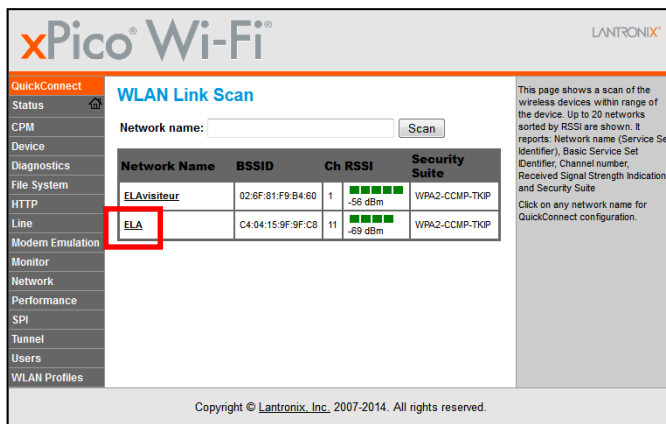 xPico® Wi-Fi®
LANTRONIX®
QuickConnect
Status
CPM
Device
Diagnostics
File System
HTTP
Line
Modem Emulation
Monitor
Network
Performance
SPI
Tunnel
Users
WLAN Profiles
WLAN Link Scan
Network name: Scan
Network Name BSSID Ch RSSI Security Suite
ELAvisiteur 02:6F:81:F9:B4:60 1 -56 dBm WPA2-CCMP-TKIP
ELA C4:04:15:9F:9F:C8 11 -69 dBm WPA2-CCMP-TKIP
This page shows a scan of the
wireless devices within range of
the device. Up to 20 networks
sorted by RSSI are shown. It
reports: Network name (Service Se
Identifier), Basic Service Set
IDentifier, Channel number,
Received Signal Strength Indication
and Security Suite
Click on any network name for
QuickConnect configuration.
Copyright © Lantronix, Inc. 2007-2014. All rights reserved.